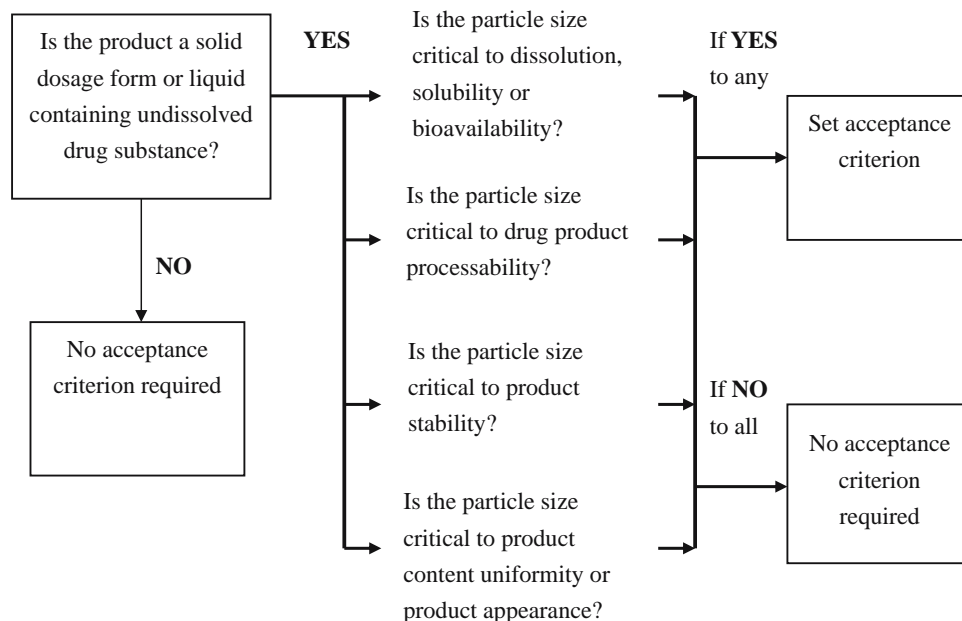 Is the product a solid
dosage form or liquid
containing undissolved
drug substance?
YES
NO
No acceptance
criterion required
Is the particle size
critical to dissolution,
solubility or
bioavailability?
Is the particle size
critical to drug product
processability?
Is the particle size
critical to product
stability?
Is the particle size
critical to product
content uniformity or
product appearance?
If YES
to any
Set acceptance
criterion
If NO
to all
No acceptance
criterion
required